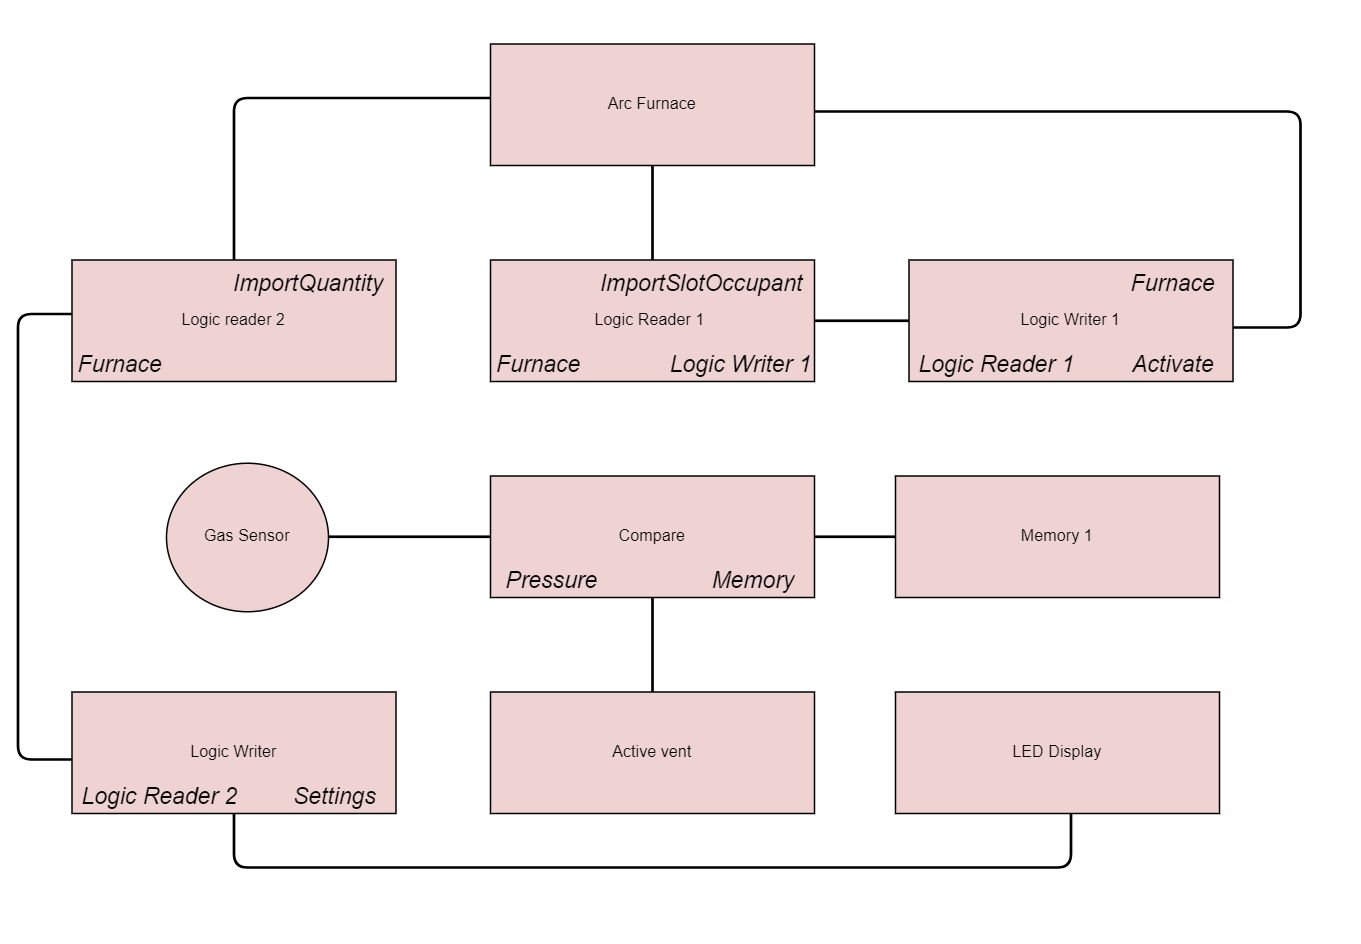 Arc Furnace
ImportQuantity
Logic reader 2
Furnace
ImportSlotOccupant
Logic Reader 1
Furnace
Logic Writer 1
Furnace
Logic Writer 1
Logic Reader 1
Activate
Gas Sensor
Compare
Pressure
Memory
Memory 1
Logic Writer
Logic Reader 2
Settings
Active vent
LED Display